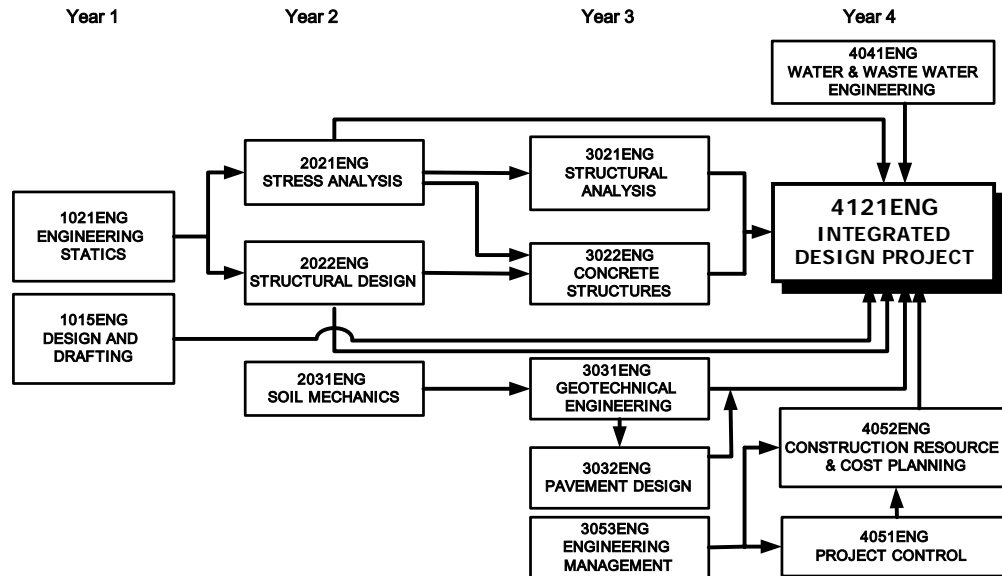 Year 1
Year 2
Year 3
Year 4
4041ENG
WATER & WASTE WATER
ENGINEERING
2021ENG
STRESS ANALYSIS
3021ENG
STRUCTURAL
ANALYSIS
1021ENG
ENGINEERING
STATICS
4121ENG
INTEGRATED
DESIGN PROJECT
2022ENG
STRUCTURAL DESIGN
3022ENG
CONCRETE
STRUCTURES
1015ENG
DESIGN AND
DRAFTING
2031ENG
SOIL MECHANICS
3031ENG
GEOTECHNICAL
ENGINEERING
4052ENG
CONSTRUCTION RESOURCE
& COST PLANNING
3032ENG
PAVEMENT DESIGN
3053ENG
ENGINEERING
MANAGEMENT
4051ENG
PROJECT CONTROL